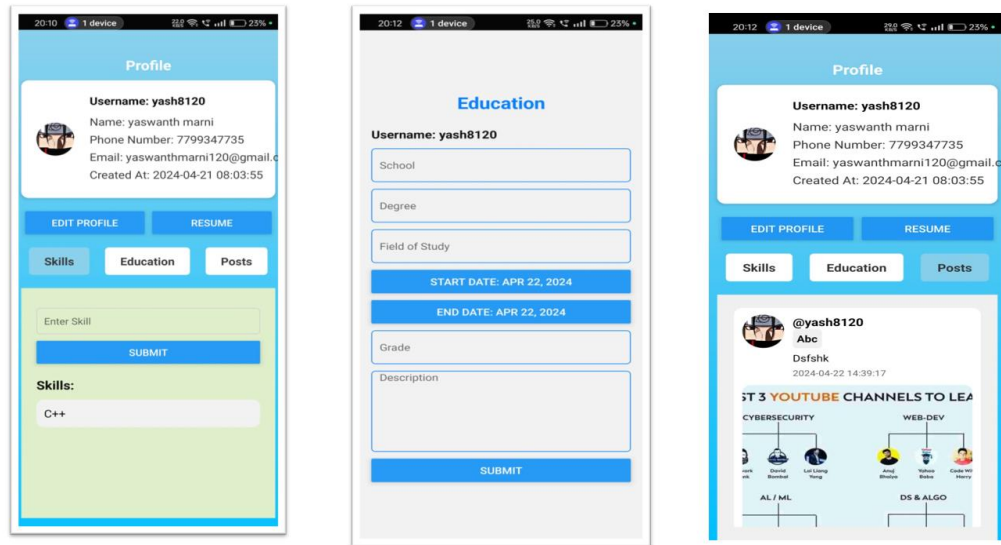 20:10 1 device 23%
Profile
Username: yash8120
Name: yaswanth marni
Phone Number: 7799347735
Email: yaswanthmarni120@gmail.c
Created At: 2024-04-21 08:03:55
EDIT PROFILE
RESUME
Skills
Education
Posts
Enter Skill
SUBMIT
Skills:
C++
20:12 1 device 23%
Education
Username: yash8120
School
Degree
Field of Study
START DATE: APR 22, 2024
END DATE: APR 22, 2024
Grade
Description
SUBMIT
20:12 1 device 23%
Profile
Username: yash8120
Name: yaswanth marni
Phone Number: 7799347735
Email: yaswanthmarni120@gmail.c
Created At: 2024-04-21 08:03:55
EDIT PROFILE
RESUME
Skills
Education
Posts
@yash8120
Abc
Dsfshk
2024-04-22 14:39:17
ST 3 YOUTUBE CHANNELS TO LEA
CYBERSECURITY
WEB-DEV
David Bombal
Anuj Bhaiya
AL / ML
DS & ALGO